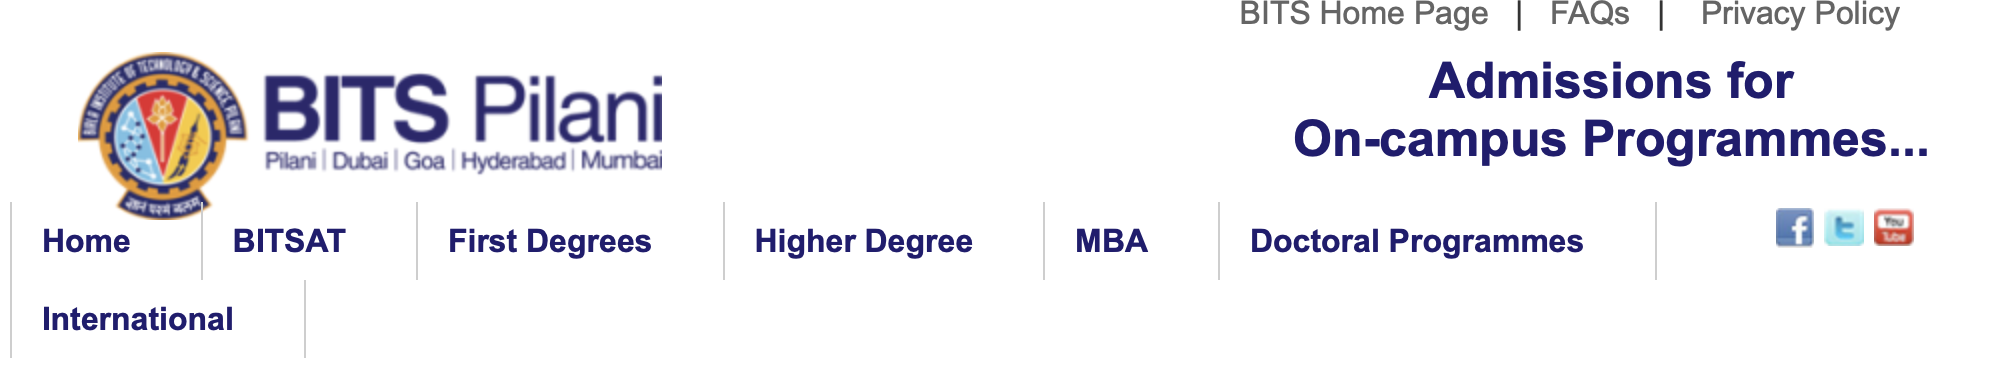 BITS Home Page | FAQs | Privacy Policy
BIRLA INSTITUTE OF TECHNOLOGY & SCIENCE, PILANI
ज्ञानं परमं बलम्
BITS Pilani
Pilani | Dubai | Goa | Hyderabad | Mumbai
Admissions for
On-campus Programmes...
Home BITSAT First Degrees Higher Degree MBA Doctoral Programmes
f t You Tube
International